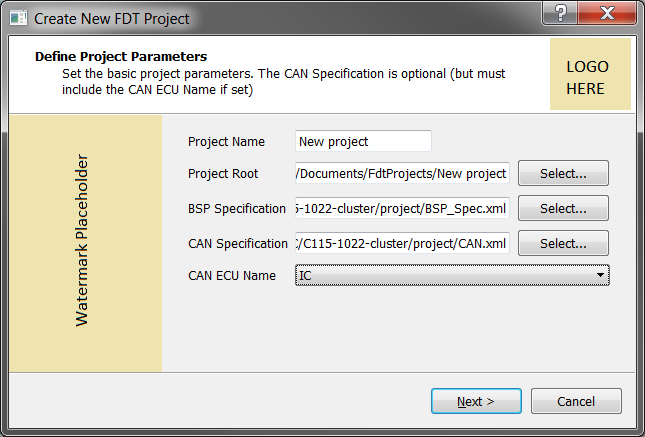 Create New FDT Project
Define Project Parameters
Set the basic project parameters. The CAN Specification is optional (but must
include the CAN ECU Name if set)
LOGO
HERE
Watermark Placeholder
Project Name New project
Project Root /Documents/FdtProjects/New project Select...
BSP Specification 5-1022-cluster/project/BSP_Spec.xml Select...
CAN Specification C/C115-1022-cluster/project/CAN.xml Select...
CAN ECU Name IC
Next >
Cancel